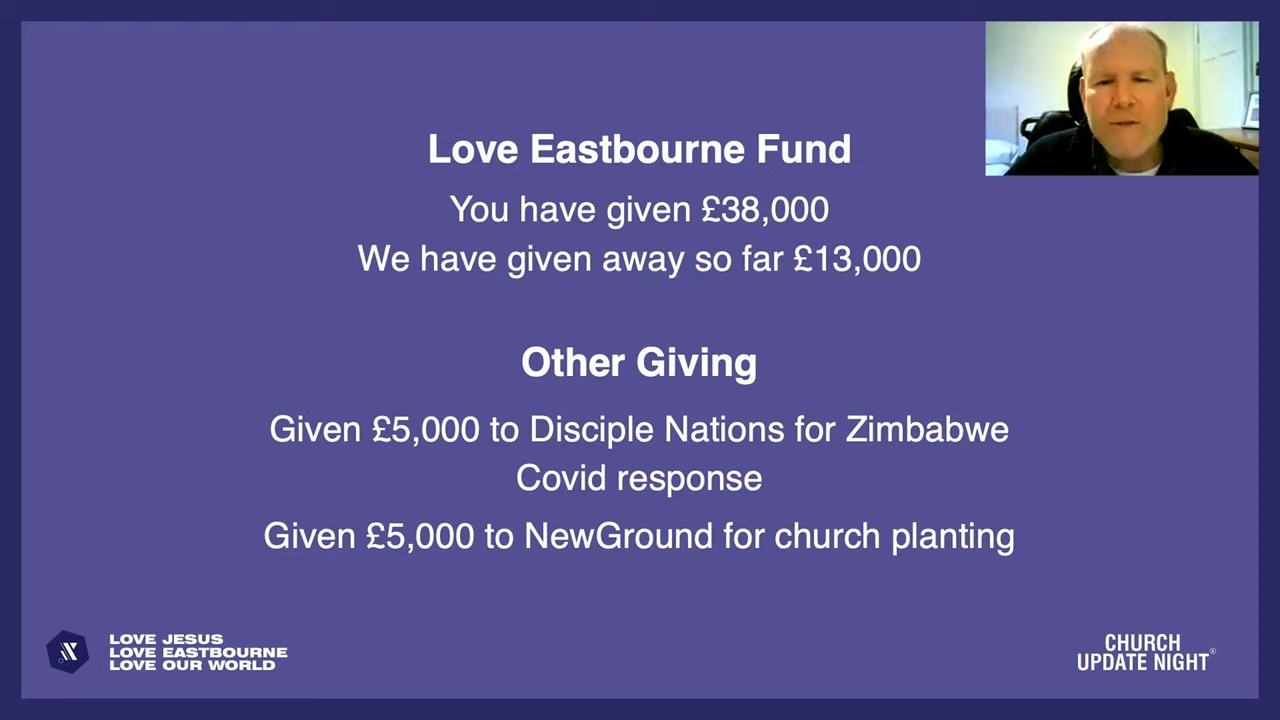 Love Eastbourne Fund
You have given £38,000
We have given away so far £13,000
Other Giving
Given £5,000 to Disciple Nations for Zimbabwe
Covid response
Given £5,000 to NewGround for church planting
LOVE JESUS
LOVE EASTBOURNE
LOVE OUR WORLD
CHURCH
UPDATE NIGHT